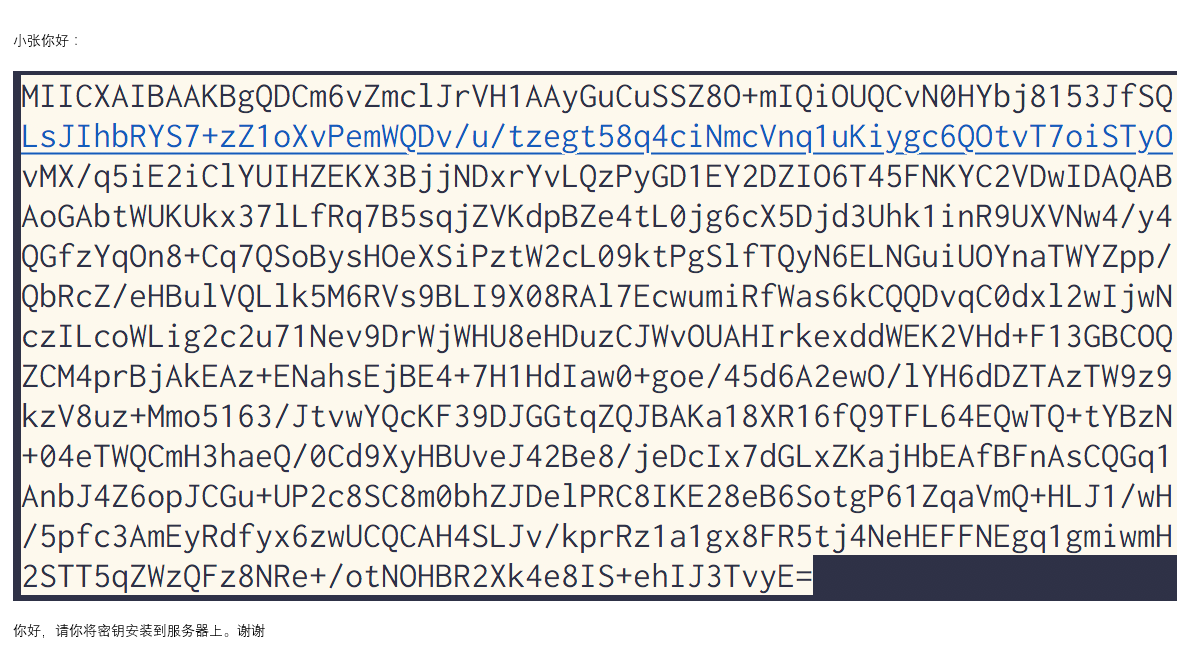 小张你好：
MIICXAIBAAKBgQDCm6vZmclJrVH1AAyGuCuSSZ8O+mIQiOUQCvN0HYbj8153JfSQ
LsJIhbRYS7+zZ1oXvPemWQDv/u/tzegt58q4ciNmcVnq1uKiygc6QOtvT7oiSTyO
vMX/q5iE2iClYUIHZEKX3BjjNDxrYvLQzPyGD1EY2DZIO6T45FNKYC2VDwIDAQAB
AoGAbtWUKUkx37lLfRq7B5sqjZVKdpBZe4tL0jg6cX5Djd3Uhk1inR9UXVNw4/y4
QGfzYqOn8+Cq7QSoBysHOeXSiPztW2cL09ktPgSlfTQyN6ELNGuiUOYnaTWYZpp/
QbRcZ/eHBulVQLlk5M6RVs9BLI9X08RAl7EcwumiRfWas6kCQQDvqC0dxl2wIjwN
czILcoWLig2c2u71Nev9DrWjWHU8eHDuzCJWvOUAHIrkexddWEK2VHd+F13GBCOQ
ZCM4prBjAkEAz+ENahsEjBE4+7H1HdIaw0+goe/45d6A2ewO/lYH6dDZTAzTW9z9
kzV8uz+Mmo5163/JtvwYQcKF39DJGGtqZQJBAKa18XR16fQ9TFL64EQwTQ+tYBzN
+04eTWQCmH3haeQ/0Cd9XyHBUveJ42Be8/jeDcIx7dGLxZKajHbEAfBFnAsCQGq1
AnbJ4Z6opJCGu+UP2c8SC8m0bhZJDelPRC8IKE28eB6SotgP61ZqaVmQ+HLJ1/wH
/5pfc3AmEyRdfyx6zwUCQCAH4SLJv/kprRz1a1gx8FR5tj4NeHEFFNEgq1gmiwmH
2STT5qZWzQFz8NRe+/otNOHBR2Xk4e8IS+ehIJ3TvyE=
你好，请你将密钥安装到服务器上。谢谢